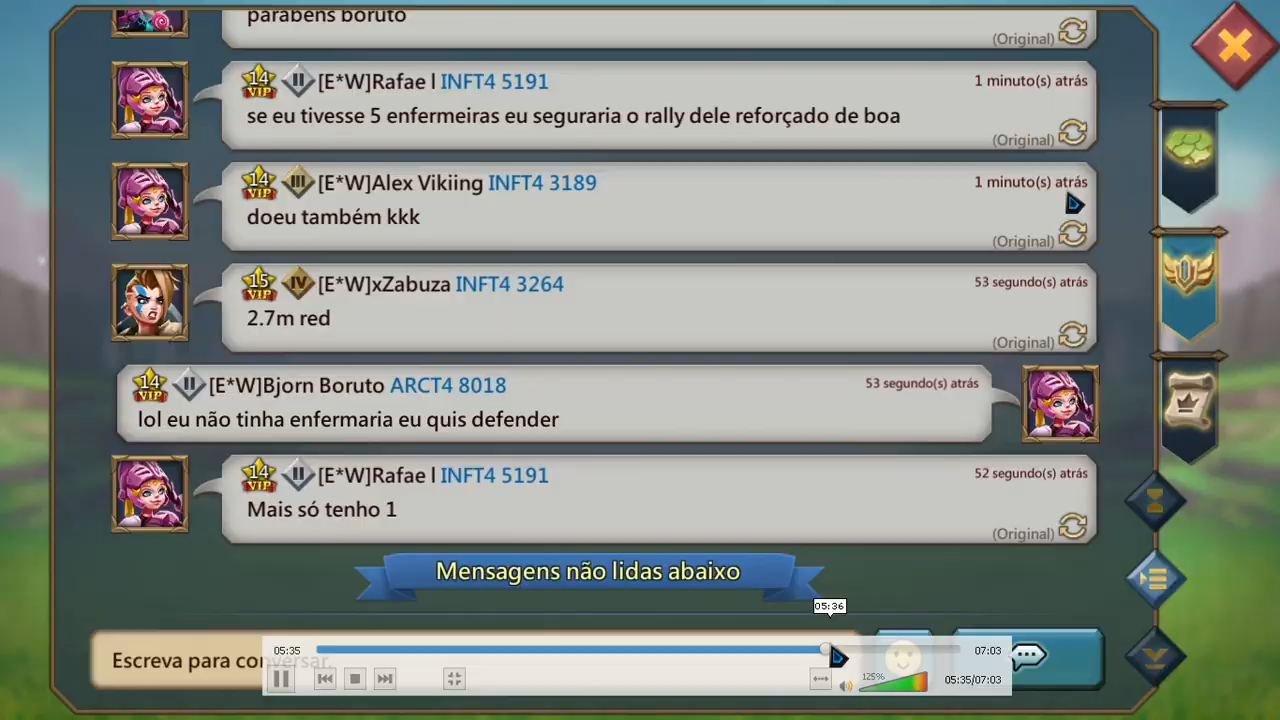 parabéns boruto
(Original)
14 VIP II [E*W]Rafae l INFT4 5191 1 minuto(s) atrás
se eu tivesse 5 enfermeiras eu seguraria o rally dele reforçado de boa
(Original)
14 VIP III [E*W]Alex Vikiing INFT4 3189 1 minuto(s) atrás
doeu também kkk
(Original)
15 VIP IV [E*W]xZabuza INFT4 3264 53 segundo(s) atrás
2.7m red
(Original)
14 VIP II [E*W]Bjorn Boruto ARCT4 8018 53 segundo(s) atrás
lol eu não tinha enfermaria eu quis defender
14 VIP II [E*W]Rafae l INFT4 5191 52 segundo(s) atrás
Mais só tenho 1
(Original)
Mensagens não lidas abaixo
05:36
Escreva para conversar.
05:35 07:03
125% 05:35/07:03